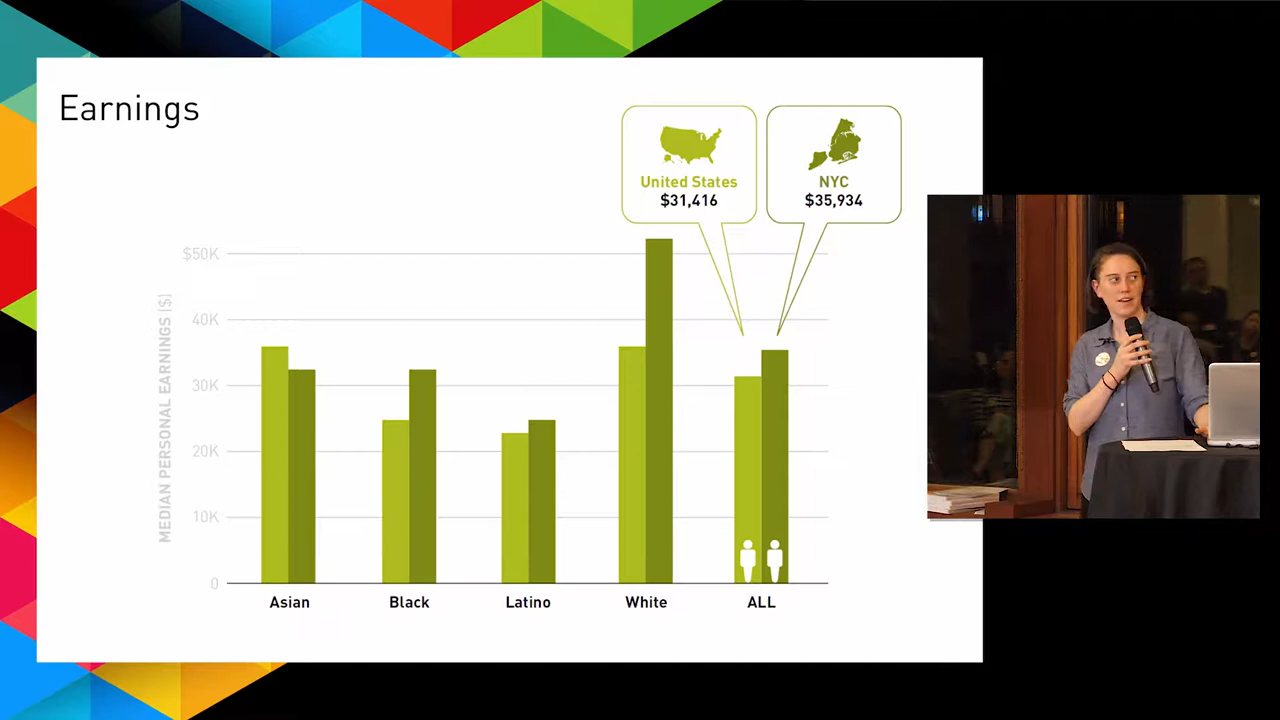 Earnings
United States
$31,416
NYC
$35,934
MEDIAN PERSONAL EARNINGS ($)
$50K
40K
30K
20K
10K
0
Asian
Black
Latino
White
ALL